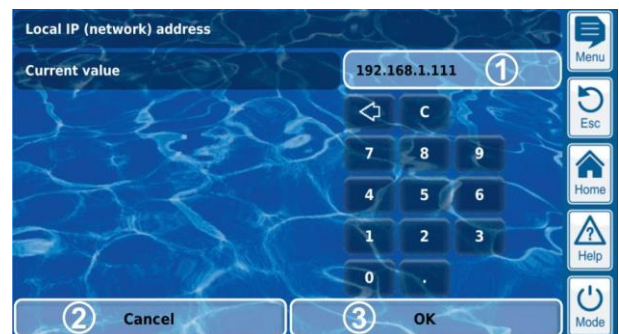 Local IP (network) address
Current value
192.168.1.111 1
C
7 8 9
4 5 6
1 2 3
0 .
2 Cancel
3 OK
Menu
Esc
Home
Help
Mode